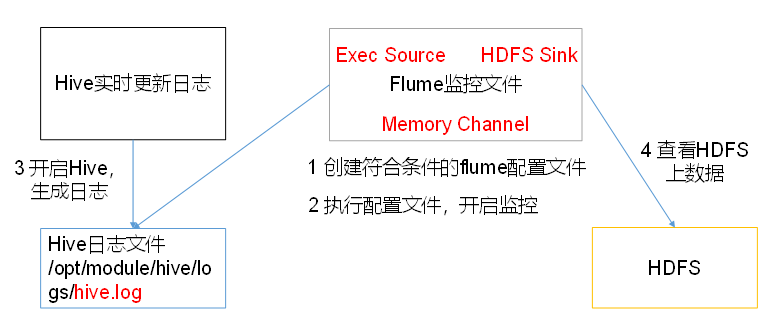 Hive实时更新日志
Exec Source HDFS Sink
Flume监控文件
Memory Channel
3 开启Hive，
生成日志
1 创建符合条件的flume配置文件
2 执行配置文件，开启监控
4 查看HDFS
上数据
Hive日志文件
/opt/module/hive/lo
gs/hive.log
HDFS